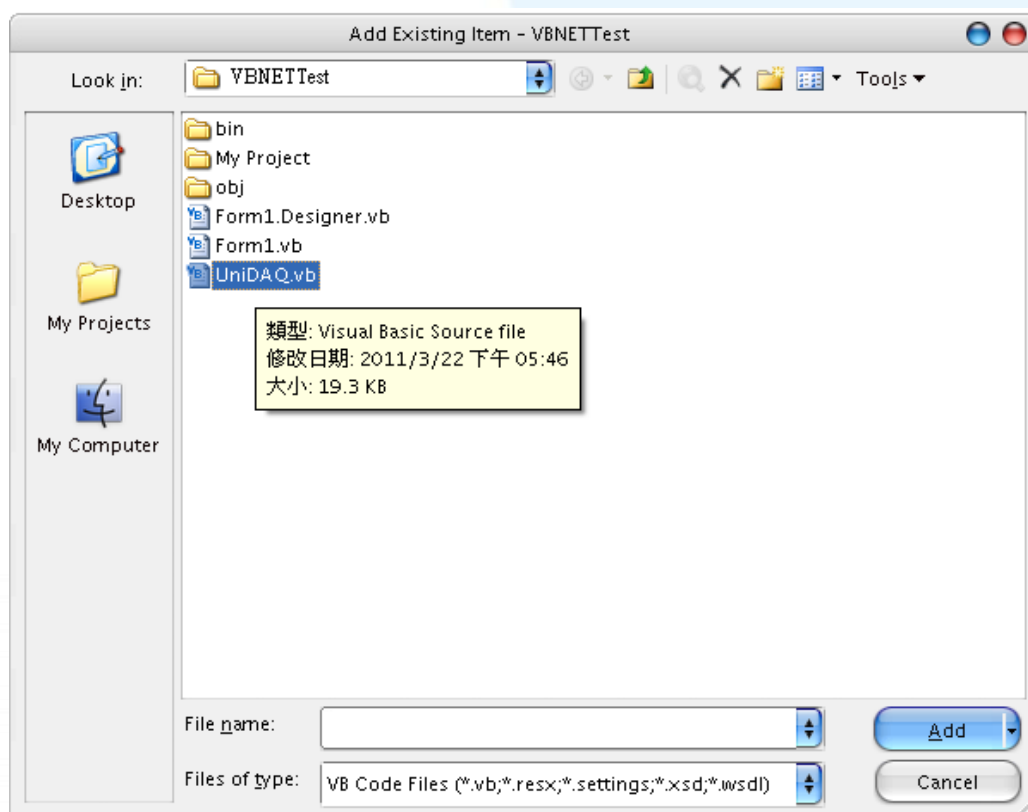 Add Existing Item - VBNETTest
Look in:
VBNETTest
Tools
Desktop
My Projects
My Computer
bin
My Project
obj
Form1.Designer.vb
Form1.vb
UniDAQ.vb
類型: Visual Basic Source file
修改日期: 2011/3/22 下午 05:46
大小: 19.3 KB
File name:
Add
Files of type:
VB Code Files (*.vb;*.resx;*.settings;*.xsd;*.wsdl)
Cancel